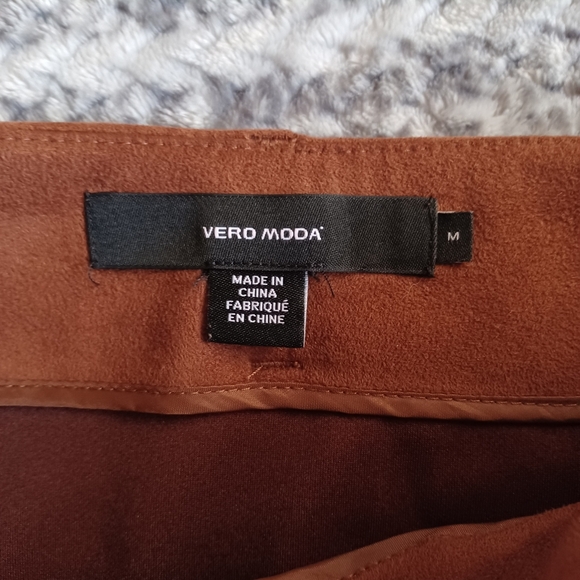 VERO MODA
M
MADE IN
CHINA
FABRIQUÉ
EN CHINE